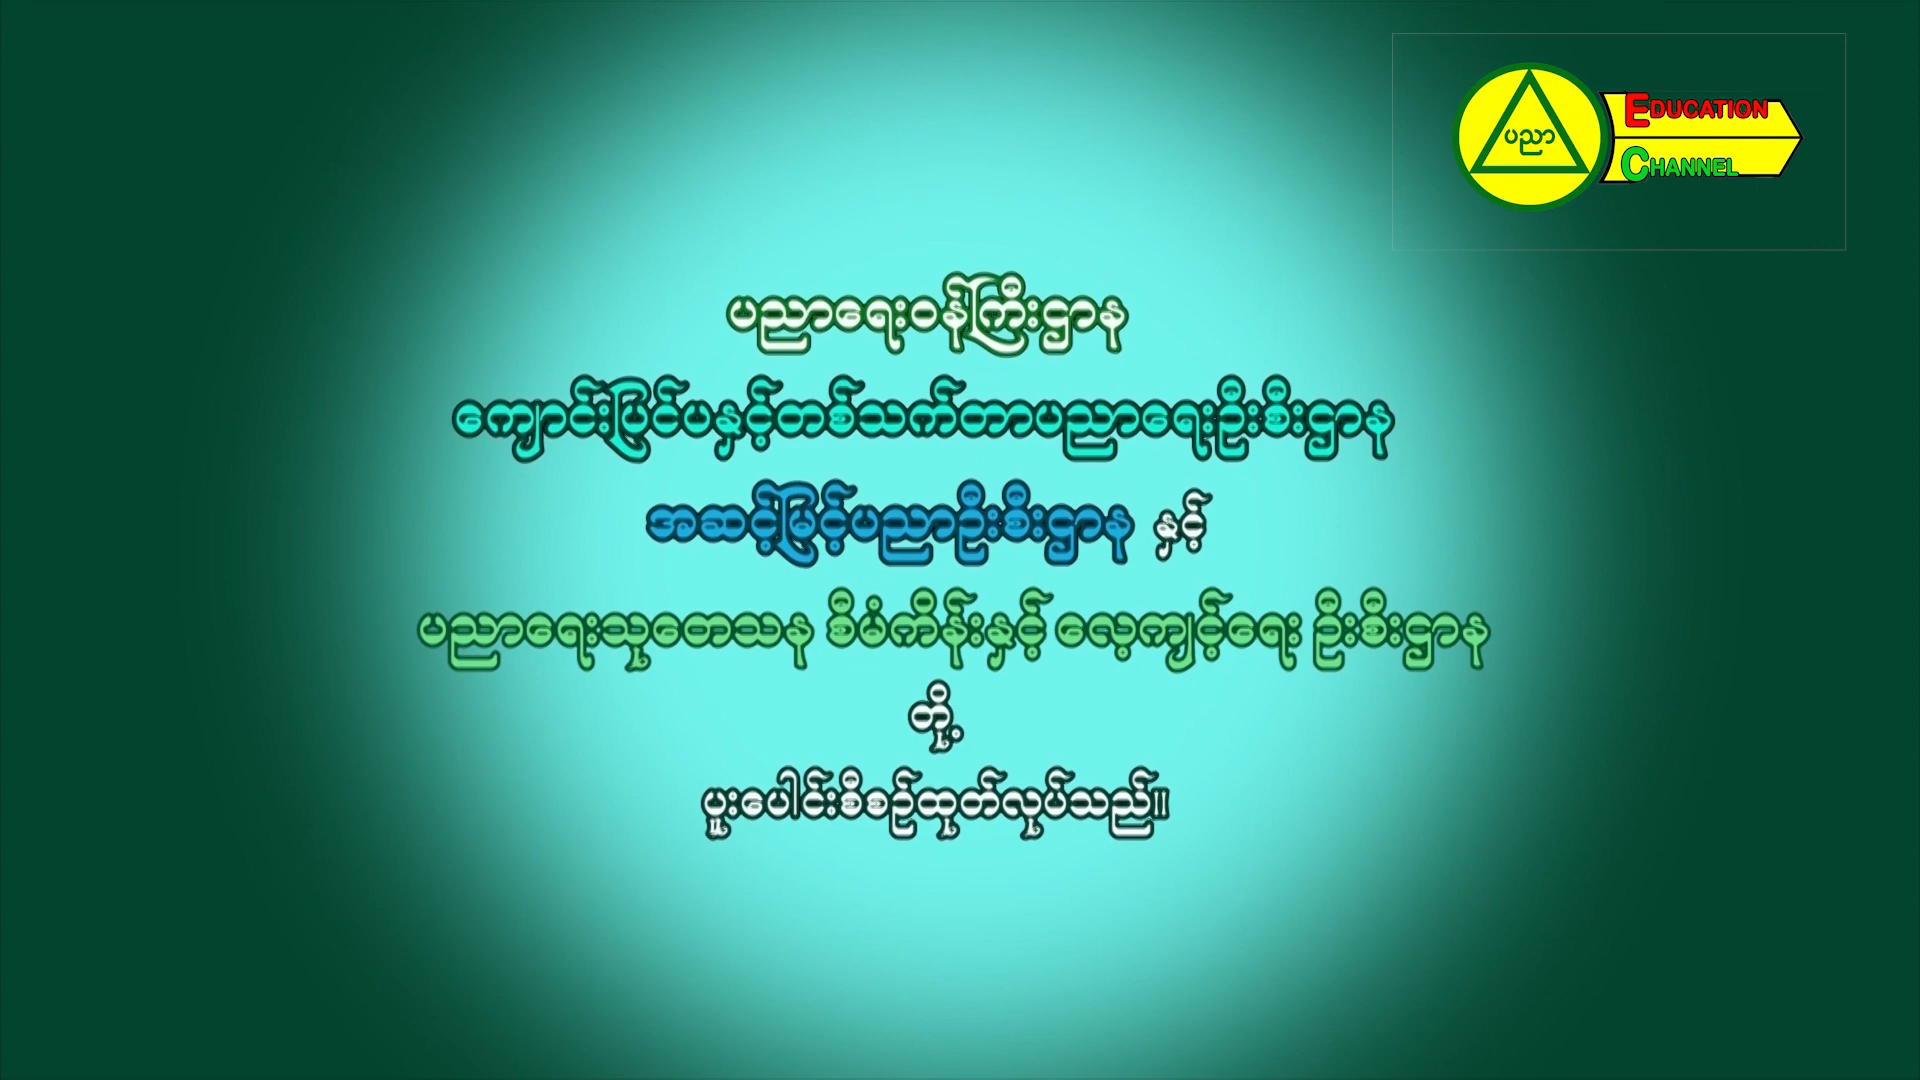 ပညာ
EDUCATION
CHANNEL
ပညာရေးဝန်ကြီးဌာန
ကျောင်းပြင်ပနှင့်တစ်သက်တာပညာရေးဦးစီးဌာန
အဆင့်မြင့်ပညာဦးစီးဌာန နှင့်
ပညာရေးသုတေသန စီမံကိန်းနှင့် လေ့ကျင့်ရေး ဦးစီးဌာန
တို့
ပူးပေါင်းစီစဉ်ထုတ်လုပ်သည်။